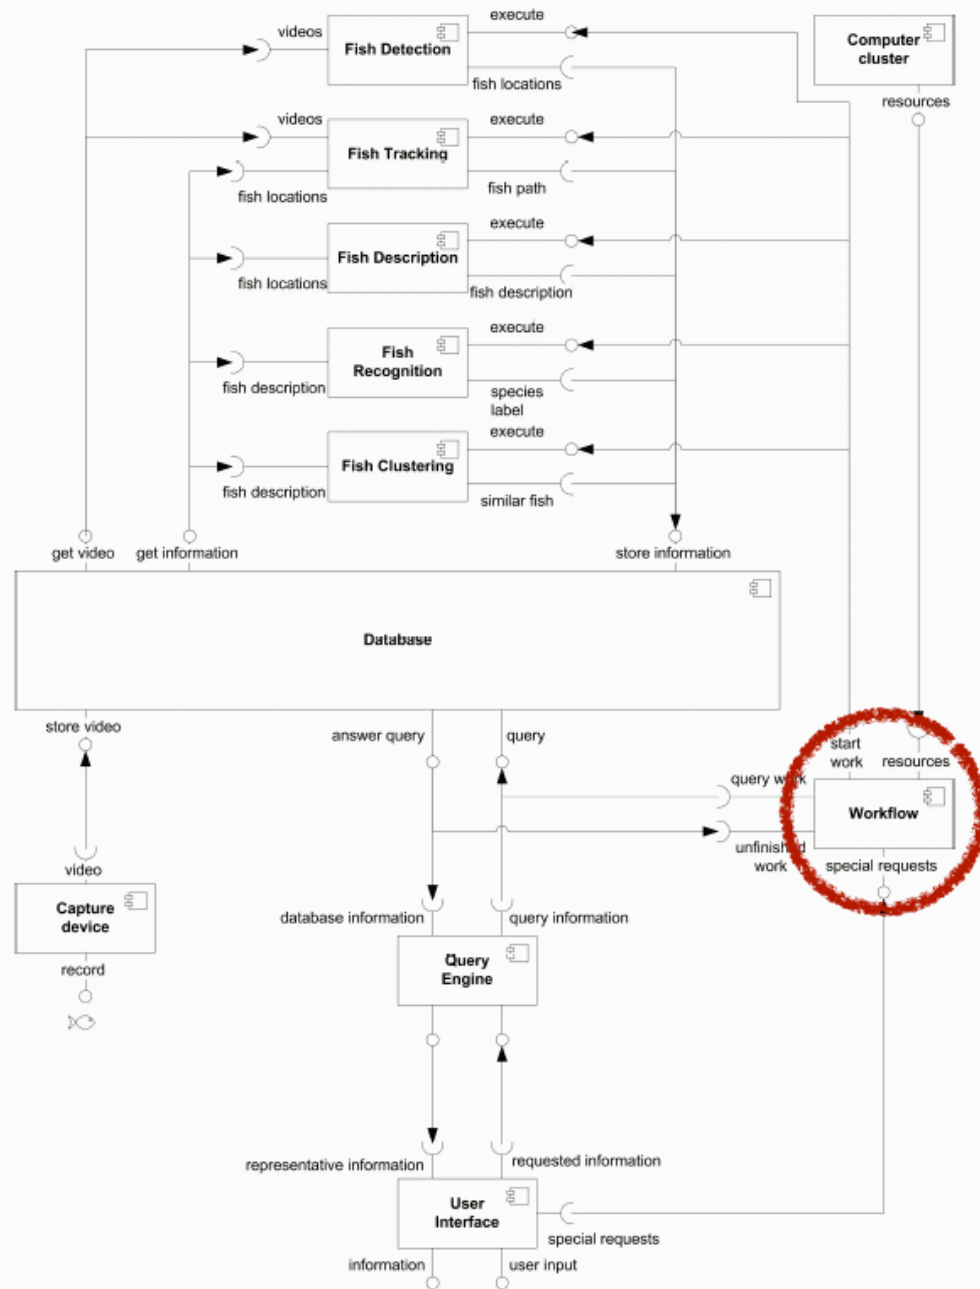 execute
videos
Fish Detection
Computer
cluster
fish locations
resources
videos
execute
Fish Tracking
fish locations
fish path
execute
Fish Description
fish locations
fish description
execute
Fish
Recognition
fish description
species
label
execute
Fish Clustering
fish description
similar fish
get video
get information
store information
Database
store video
answer query
query
start
work
resources
query work
Workflow
unfinished
work
special requests
video
Capture
device
database information
query information
record
Query
Engine
representative information
requested information
User
Interface
special requests
information
user input